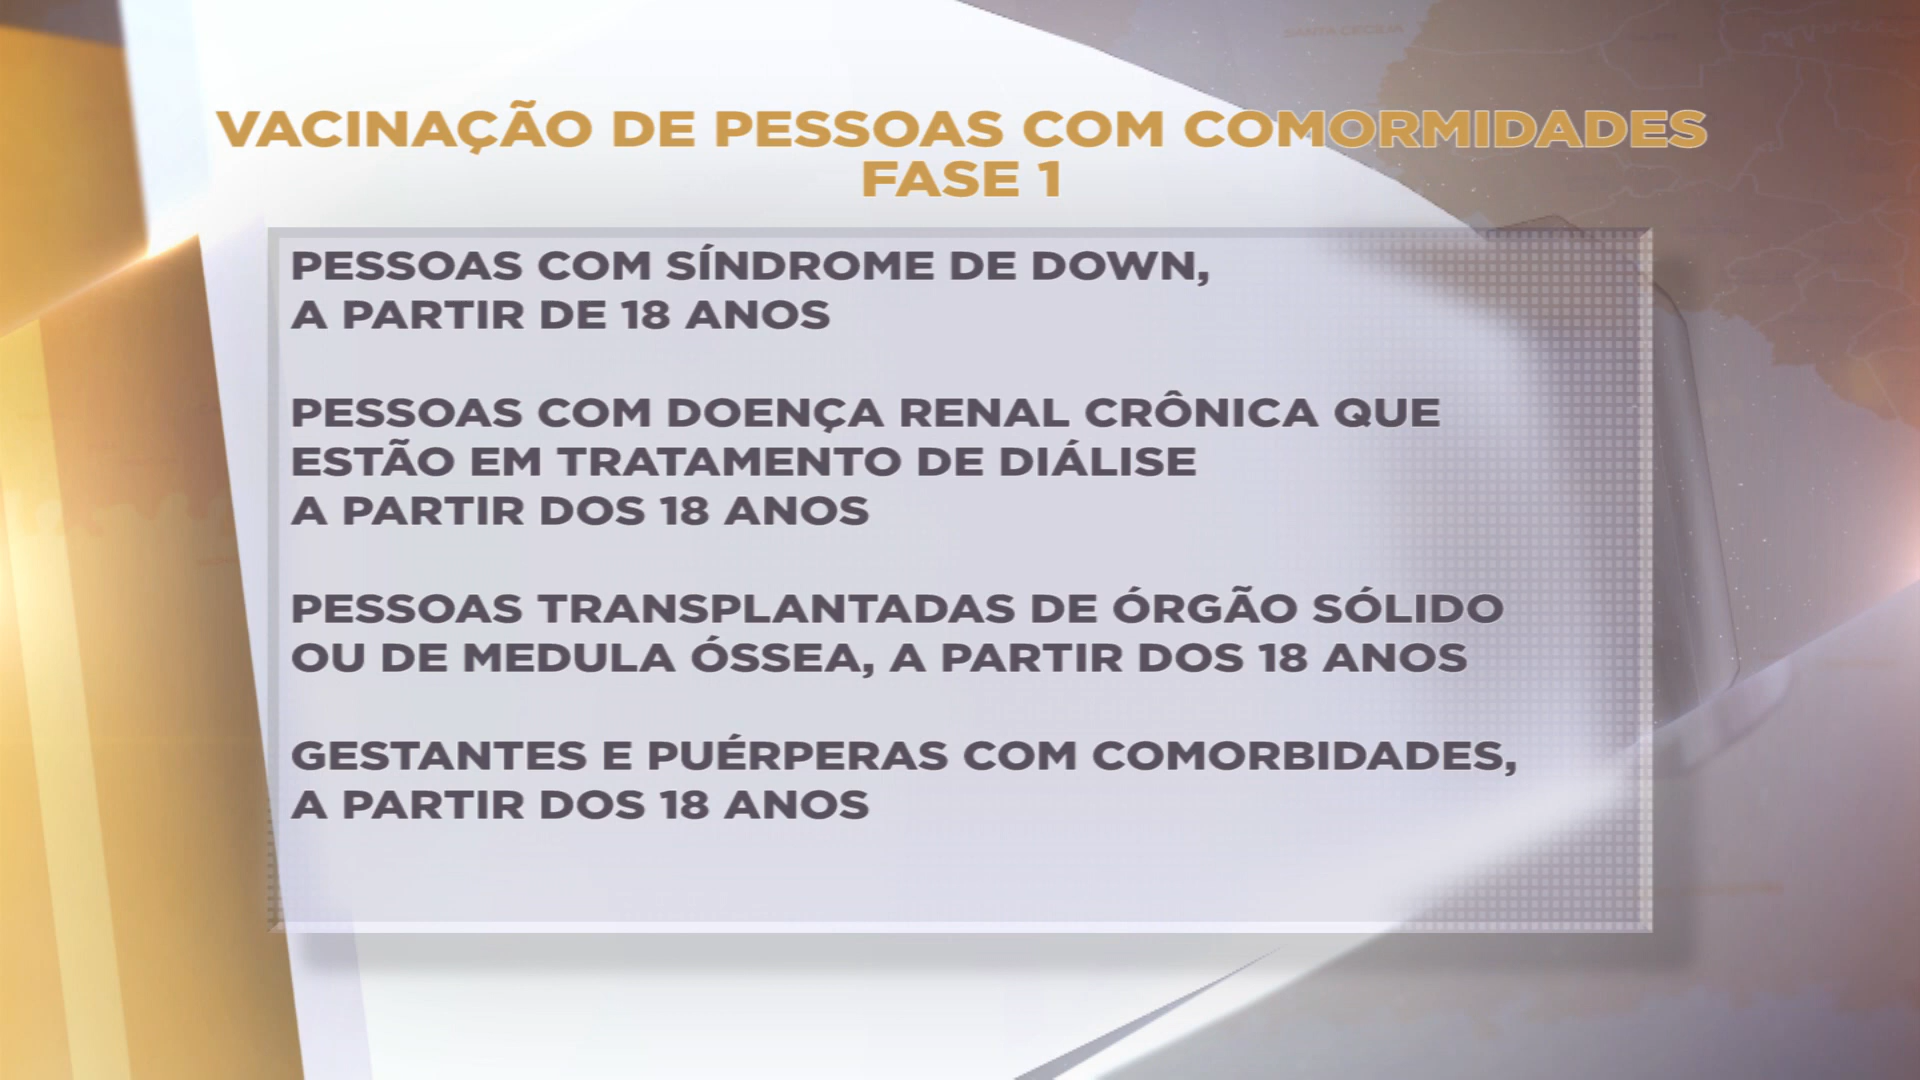 SANTA CECILIA
VACINAÇÃO DE PESSOAS COM COMORMIDADES
FASE 1
PESSOAS COM SÍNDROME DE DOWN,
A PARTIR DE 18 ANOS
PESSOAS COM DOENÇA RENAL CRÔNICA QUE
ESTÃO EM TRATAMENTO DE DIÁLISE
A PARTIR DOS 18 ANOS
PESSOAS TRANSPLANTADAS DE ÓRGÃO SÓLIDO
OU DE MEDULA ÓSSEA, A PARTIR DOS 18 ANOS
GESTANTES E PUÉRPERAS COM COMORBIDADES,
A PARTIR DOS 18 ANOS